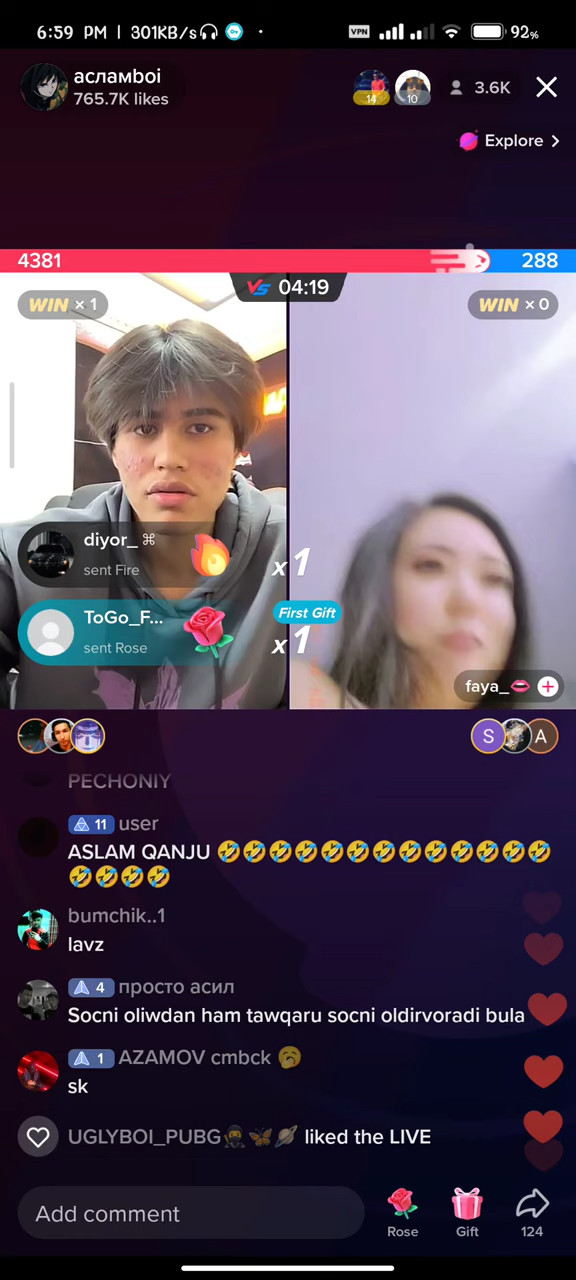 6:59 PM | 301KB/s
VPN
92%
асламboi
765.7K likes
14
10
3.6K
Explore
4381
288
VS 04:19
WIN × 1
WIN × 0
diyor_⌘
sent Fire
x1
First Gift
ToGo_F...
sent Rose
x1
faya_👄
S
A
PECHONIY
11 user
ASLAM QANJU 🤣🤣🤣🤣🤣🤣🤣🤣🤣🤣🤣🤣🤣
🤣🤣🤣🤣
bumchik..1
lavz
4 просто асил
Socni oliwdan ham tawqaru socni oldirvoradi bula
1 AZAMOV cmbck 🥱
sk
UGLYBOI_PUBG🥷🦋🪐 liked the LIVE
Add comment
Rose
Gift
124